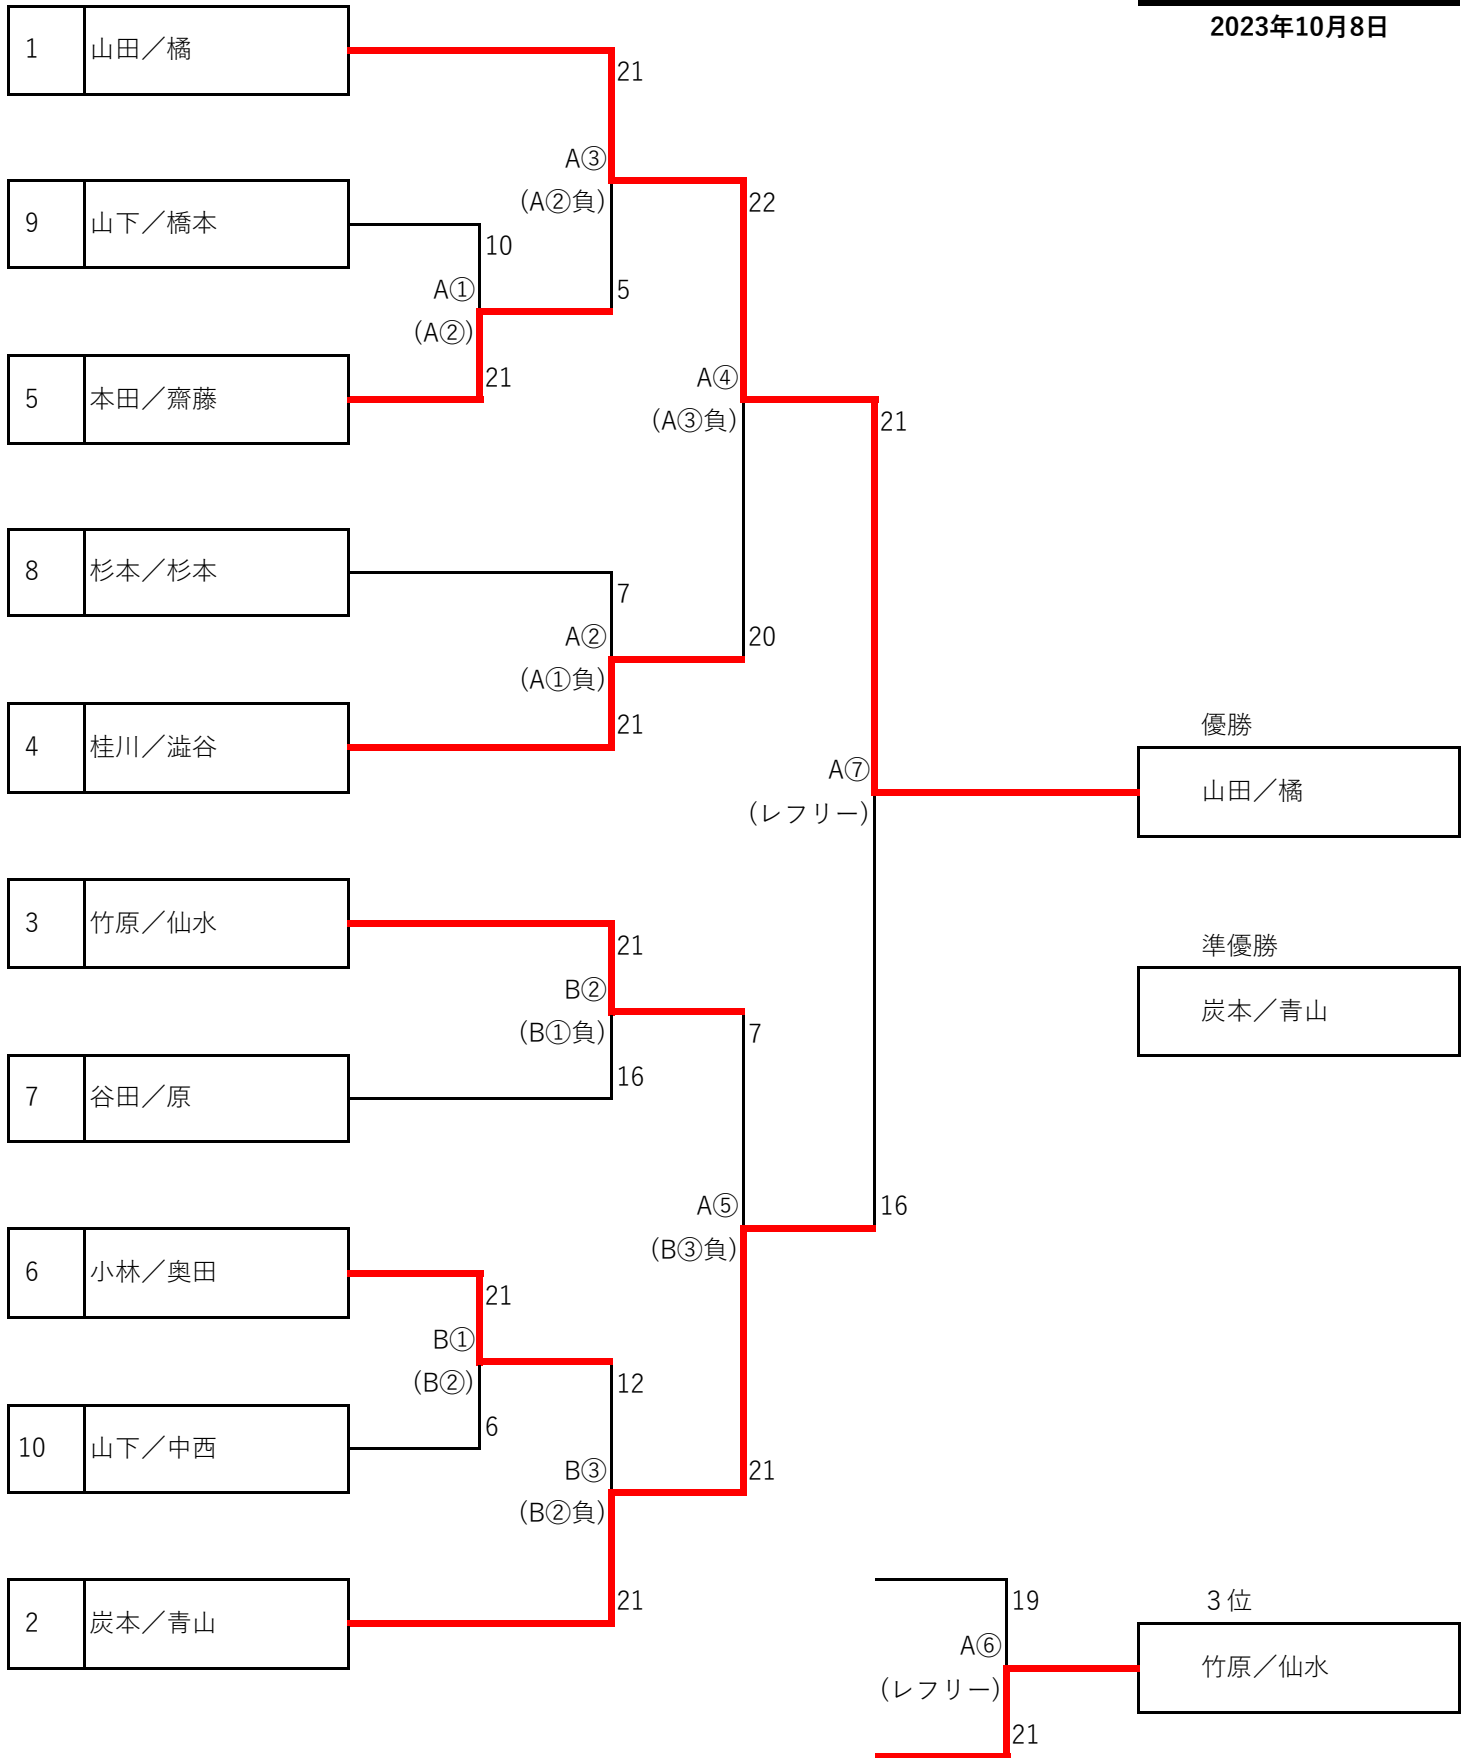 2023年10月8日
1 山田／橘
21
A③
(A②負)
22
9 山下／橋本
10
A①
(A②)
5
21
5 本田／齋藤
A④
(A③負)
21
8 杉本／杉本
7
A②
(A①負)
20
21
4 桂川／澁谷
A⑦
(レフリー)
優勝
山田／橘
3 竹原／仙水
21
B②
(B①負)
7
16
7 谷田／原
準優勝
炭本／青山
A⑤
(B③負)
16
6 小林／奥田
21
B①
(B②)
12
6
10 山下／中西
B③
(B②負)
21
21
2 炭本／青山
19
A⑥
(レフリー)
21
３位
竹原／仙水